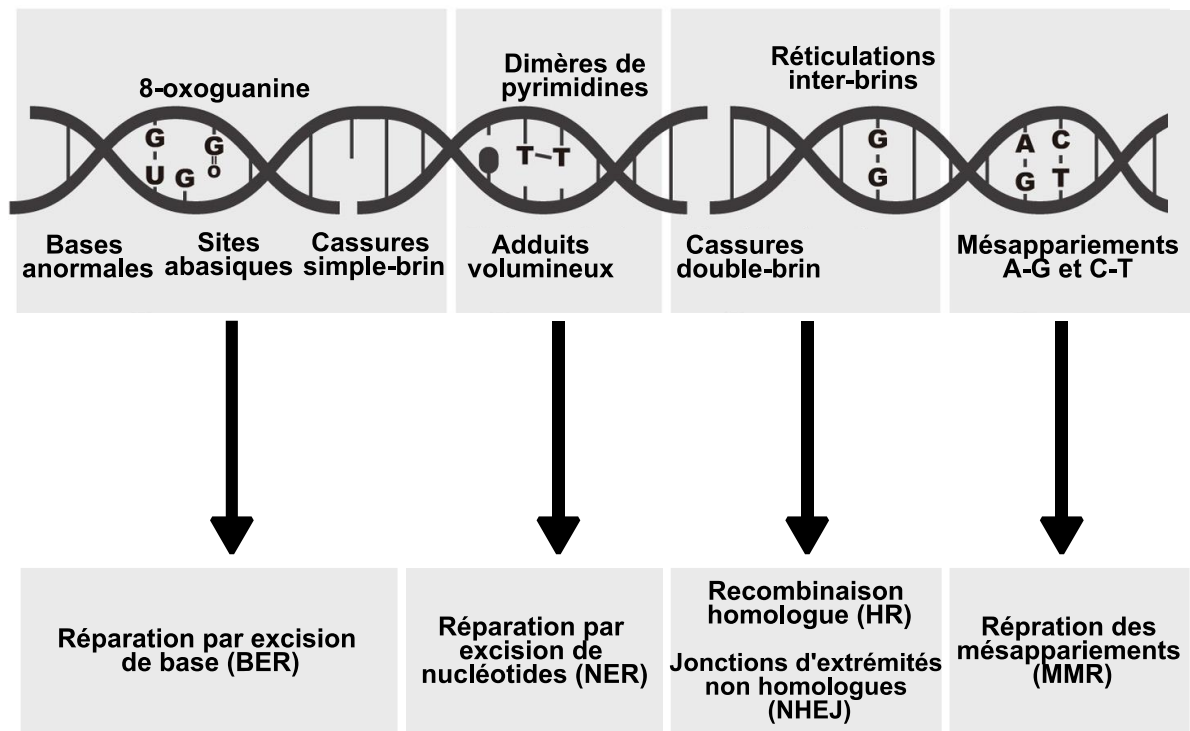 8-oxoguanine
Dimères de
pyrimidines
Réticulations
inter-brins
G
U
G
G
O
T
T
G
G
A
G
C
T
Bases
anormales
Sites
abasiques
Cassures
simple-brin
Adduits
volumineux
Cassures
double-brin
Mésappariements
A-G et C-T
Réparation par excision
de base (BER)
Réparation par
excision de
nucléotides (NER)
Recombinaison
homologue (HR)
Jonctions d'extrémités
non homologues
(NHEJ)
Répration des
mésappariements
(MMR)